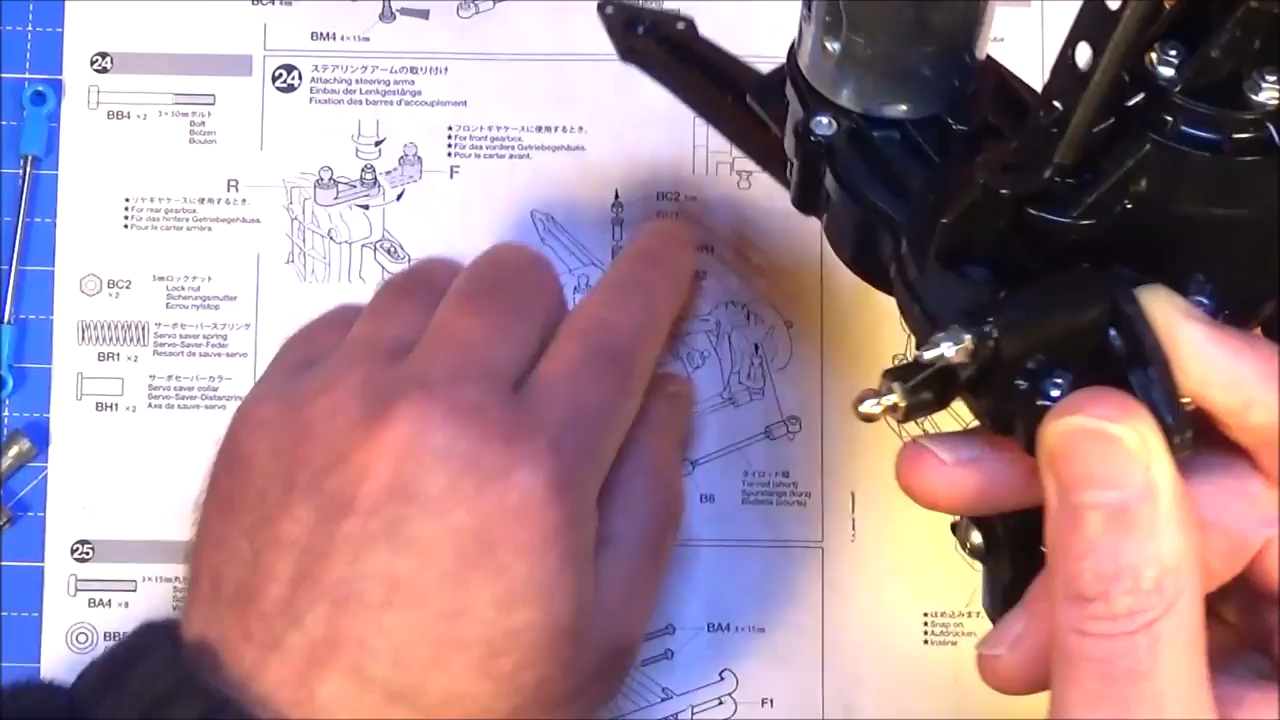 BM4 4×15㎜
24
BB4 ×2
3×30㎜ボルト
Bolt
Bolzen
Boulon
24
ステアリングアームの取り付け
Attaching steering arms
Einbau der Lenkgestänge
Fixation des barres d'accouplement
★フロントギヤケースに使用するとき。
★For front gearbox.
★Für das vordere Getriebegehäuse.
★Pour le carter avant.
R
F
★リヤギヤケースに使用するとき。
★For rear gearbox.
★Für das hintere Getriebegehäuse.
★Pour le carter arrière.
BC2
×2
3㎜ロックナット
Lock nut
Sicherungsmutter
Ecrou nylstop
BR1 ×2
サーボセーバースプリング
Servo saver spring
Servo-Saver-Feder
Ressort de sauve-servo
BH1 ×2
サーボセーバーカラー
Servo saver collar
Axe de sauve-servo
BC2
B6
タイロッド
Tie-rod (short)
Spurstange (kurz)
25
BA4 ×8
BA4 3×15㎜
F1
★はめ込みます。
★Snap on.
★Aufdrücken.
★Insérer.